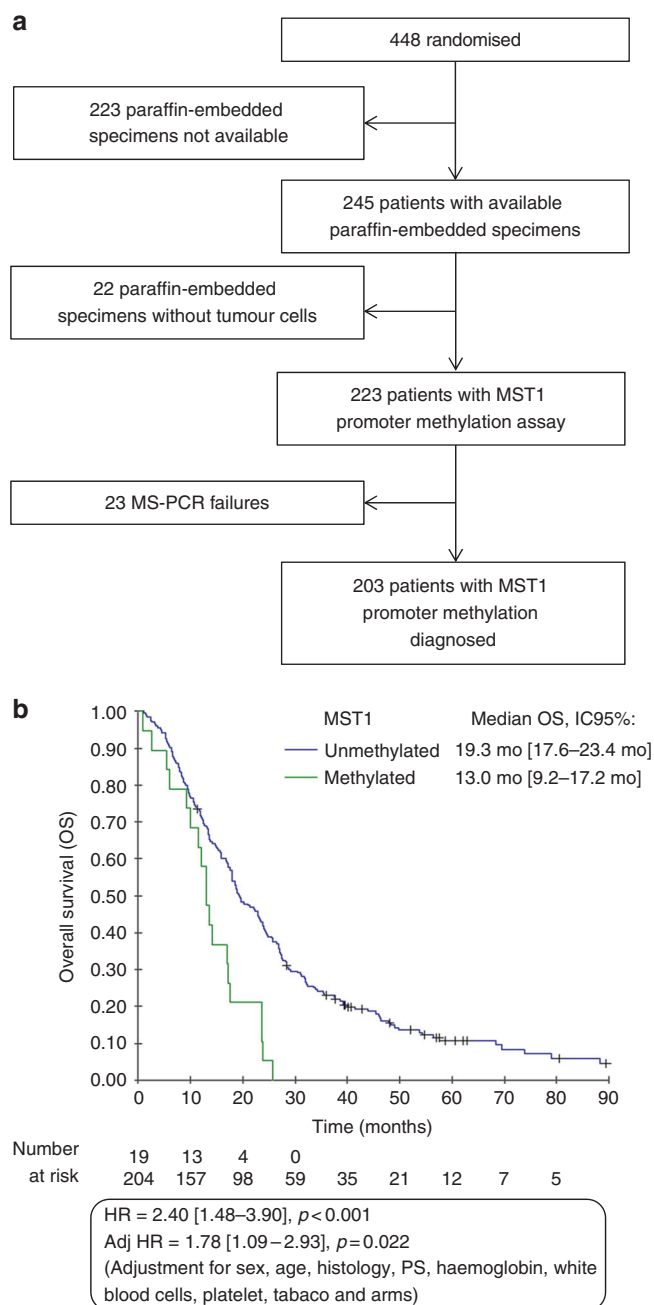 a
448 randomised
223 paraffin-embedded
specimens not available
245 patients with available
paraffin-embedded specimens
22 paraffin-embedded
specimens without tumour cells
223 patients with MST1
promoter methylation assay
23 MS-PCR failures
203 patients with MST1
promoter methylation
diagnosed
b
MST1 Median OS, IC95%:
Unmethylated 19.3 mo [17.6–23.4 mo]
Methylated 13.0 mo [9.2–17.2 mo]
Overall survival (OS)
1.00
0.90
0.80
0.70
0.60
0.50
0.40
0.30
0.20
0.10
0.00
0 10 20 30 40 50 60 70 80 90
Time (months)
Number
at risk
19 13 4 0
204 157 98 59 35 21 12 7 5
HR = 2.40 [1.48–3.90], p<0.001
Adj HR = 1.78 [1.09–2.93], p=0.022
(Adjustment for sex, age, histology, PS, haemoglobin, white
blood cells, platelet, tabaco and arms)